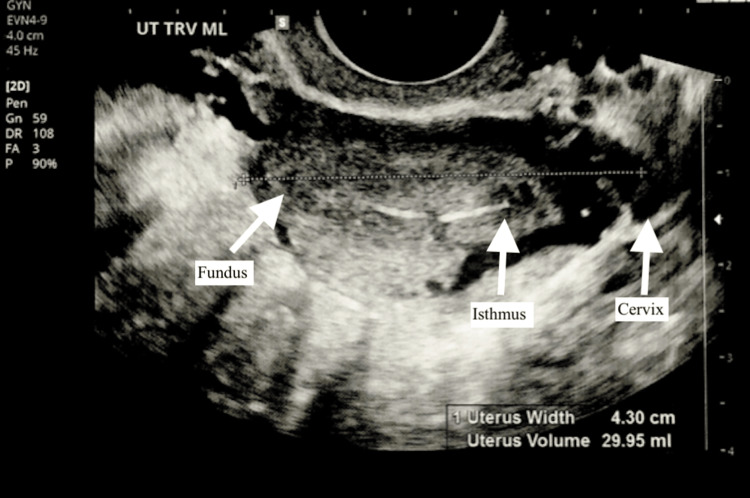 GYN
EVN4-9
4.0 cm
45 Hz
[2D]
Pen
Gn 59
DR 108
FA 3
P 90%
UT TRV ML
S
0
1
2
3
4
Fundus
Isthmus
Cervix
1 Uterus Width 4.30 cm
Uterus Volume 29.95 ml